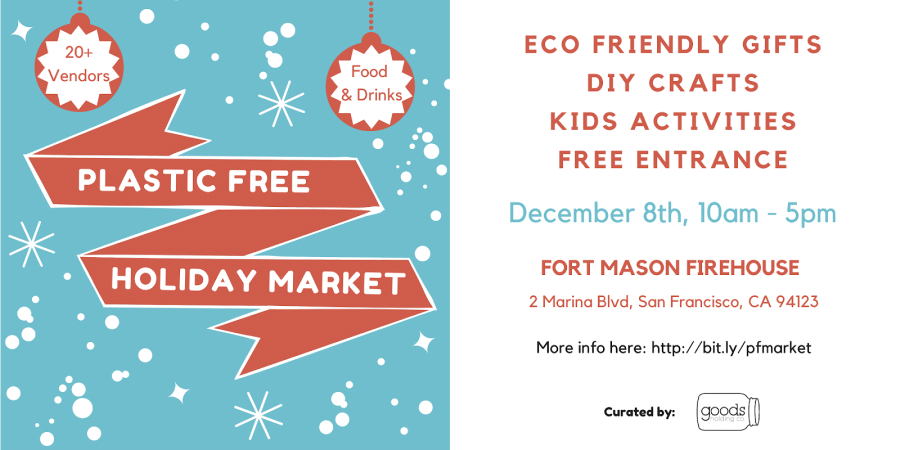 20+
Vendors
Food
& Drinks
PLASTIC FREE
HOLIDAY MARKET
ECO FRIENDLY GIFTS
DIY CRAFTS
KIDS ACTIVITIES
FREE ENTRANCE
December 8th, 10am - 5pm
FORT MASON FIREHOUSE
2 Marina Blvd, San Francisco, CA 94123
More info here: http://bit.ly/pfmarket
Curated by:
goods
holding co.